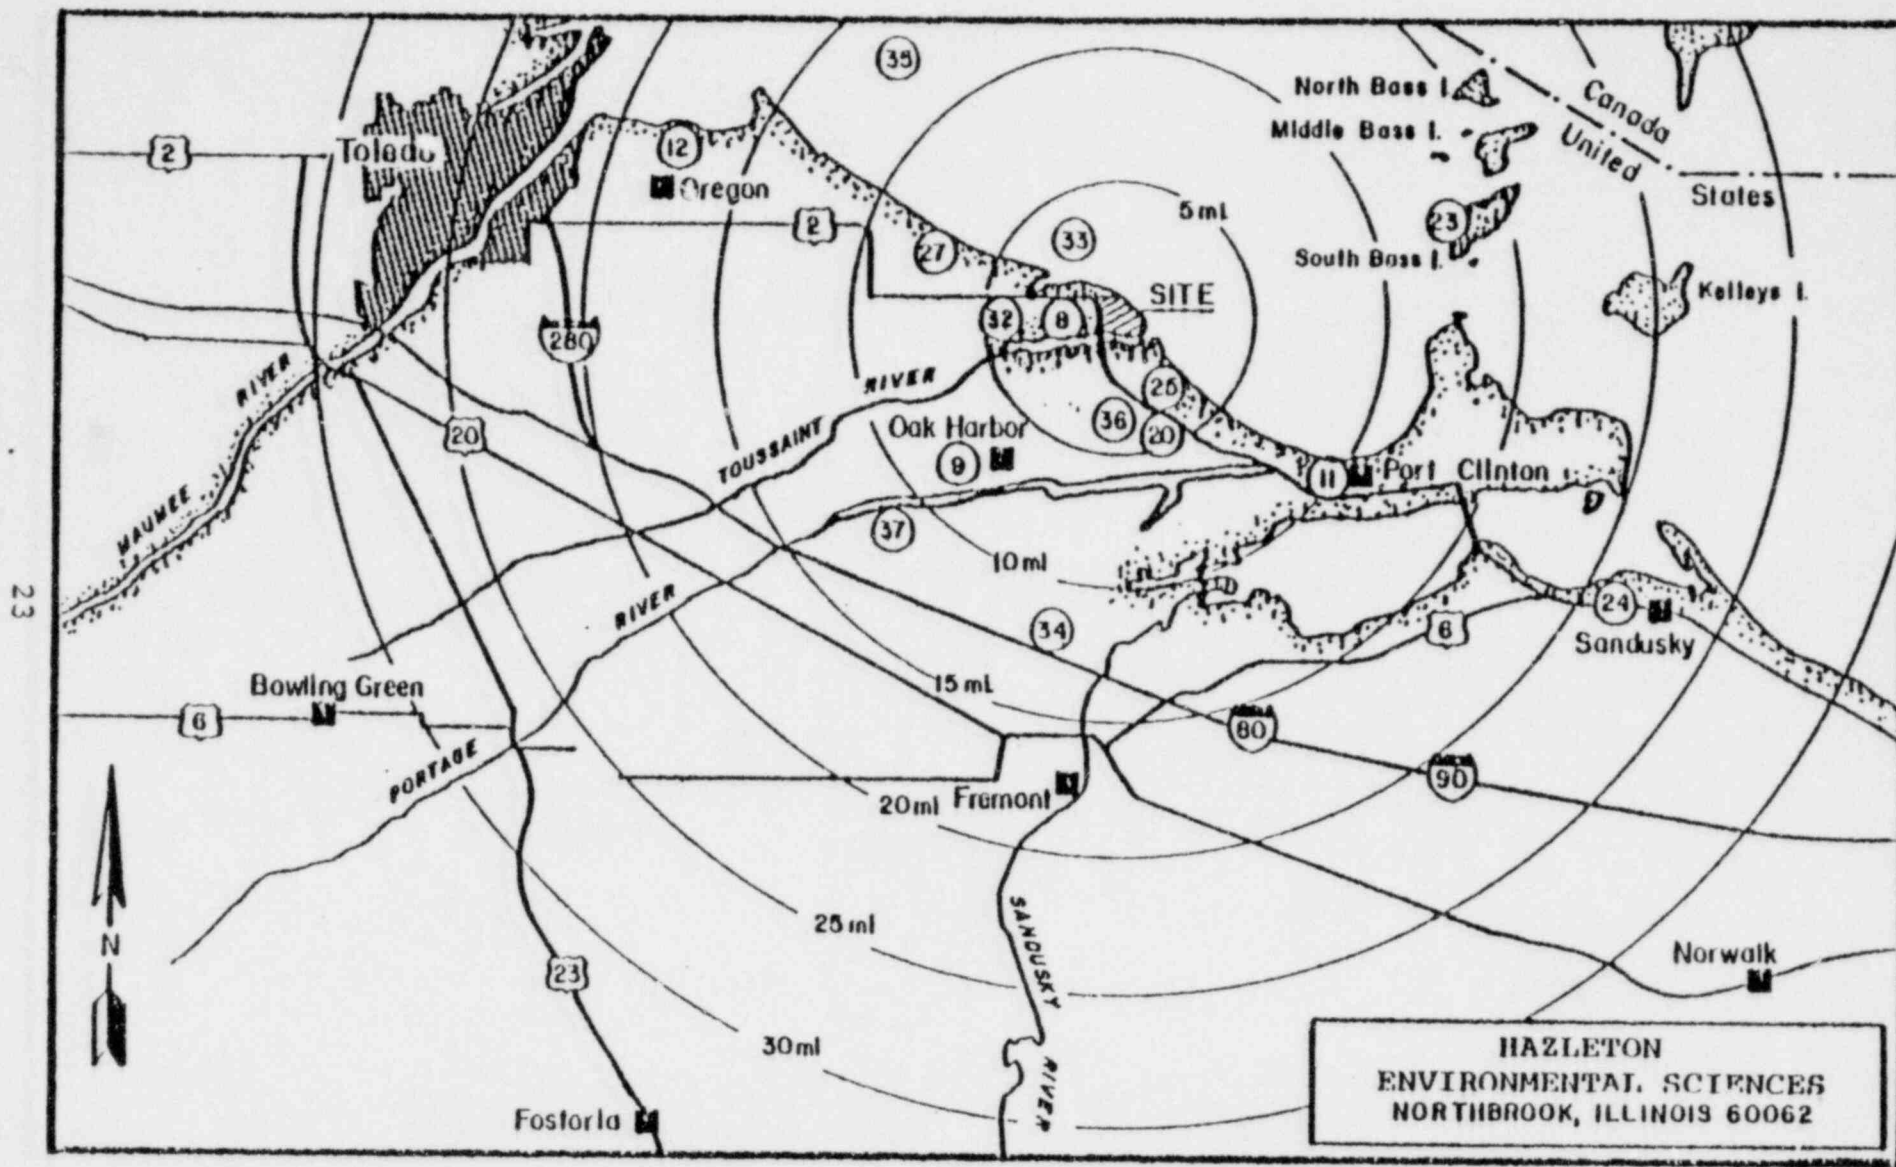 35
North Bass I.
Canada
Middle Bass I.
United
States
2
Toledo
12
Oregon
5 mi.
2
27
33
23
South Bass I.
Kelleys I.
SITE
32
8
280
RIVER
MAUMEE
20
TOUSSAINT
RIVER
Oak Harbor
9
36
20
11
Port Clinton
37
10 mi
RIVER
PORTAGE
34
24
Sandusky
6
Bowling Green
6
15 mi.
80
90
20 mi
Fremont
25 mi
SANDUSKY
RIVER
N
23
30 mi
Norwalk
Fostoria
HAZLETON
ENVIRONMENTAL SCIENCES
NORTHBROOK, ILLINOIS 60062
23